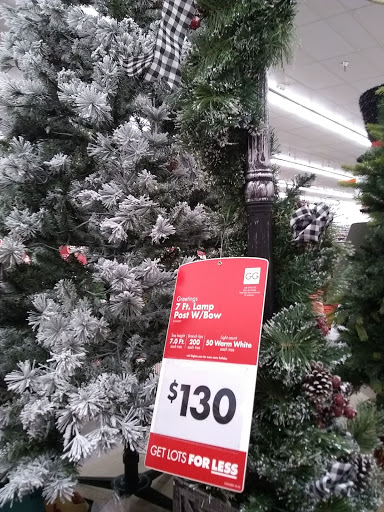 GG
Greetings
7 Ft. Lamp
Post W/Bow
7.0 Ft. 200 50 Warm White
$130
GET LOTS FOR LESS